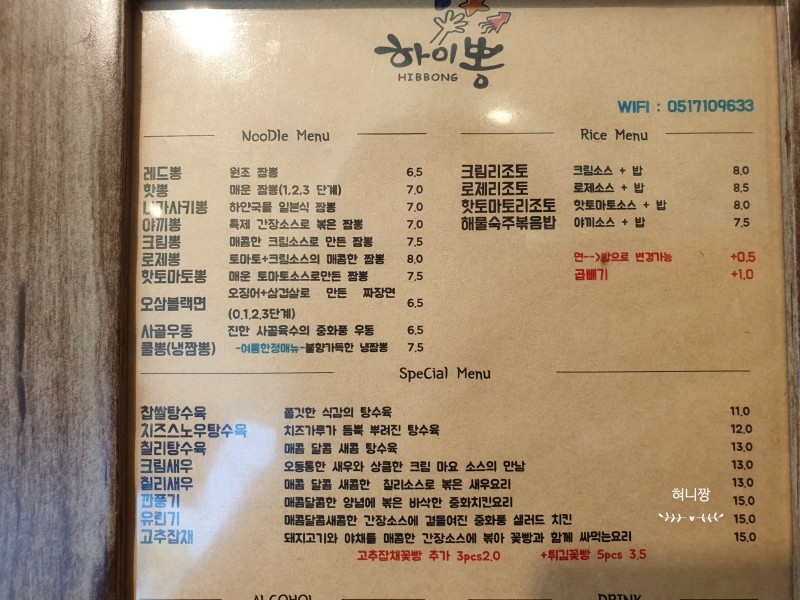 하이뽕
HIBBONG
WIFI : 0517109633
NooDle Menu
레드뽕 원조 짬뽕 6.5
핫뽕 매운 짬뽕(1,2,3 단계) 7.0
나가사키뽕 하얀국물 일본식 짬뽕 7.0
야끼뽕 특제 간장소스로 볶은 짬뽕 7.0
크림뽕 매콤한 크림소스로 만든 짬뽕 7.5
로제뽕 토마토+크림소스의 매콤한 짬뽕 8.0
핫토마토뽕 매운 토마토소스로만든 짬뽕 7.5
오삼블랙면 오징어+삼겹살로 만든 짜장면 6.5
(0,1,2,3단계)
사골우동 진한 사골육수의 중화풍 우동 6.5
쿨뽕(냉짬뽕) -여름한정매뉴-불향가득한 냉짬뽕 7.5
Rice Menu
크림리조토 크림소스 + 밥 8.0
로제리조토 로제소스 + 밥 8.5
핫토마토리조토 핫토마토소스 + 밥 8.0
해물숙주볶음밥 야끼소스 + 밥 7.5
면-->밥으로 변경가능 +0.5
곱빼기 +1.0
SpeCial Menu
찹쌀탕수육 쫄깃한 식감의 탕수육 11.0
치즈스노우탕수육 치즈가루가 듬뿍 뿌려진 탕수육 12.0
칠리탕수육 매콤 달콤 새콤 탕수육 13.0
크림새우 오동통한 새우와 상큼한 크림 마요 소스의 만남 13.0
칠리새우 매콤 달콤 새콤한 칠리소스로 볶은 새우요리 13.0
깐풍기 매콤달콤한 양념에 볶은 바삭한 중화치킨요리 15.0
유린기 매콤달콤새콤한 간장소스에 곁들여진 중화풍 샐러드 치킨 15.0
고추잡채 돼지고기와 야채를 매콤한 간장소스에 볶아 꽃빵과 함께 싸먹는요리 15.0
고추잡채꽃빵 추가 3pcs2.0 +튀김꽃빵 5pcs 3.5
혀니짱
ALCOHOL
DRINK